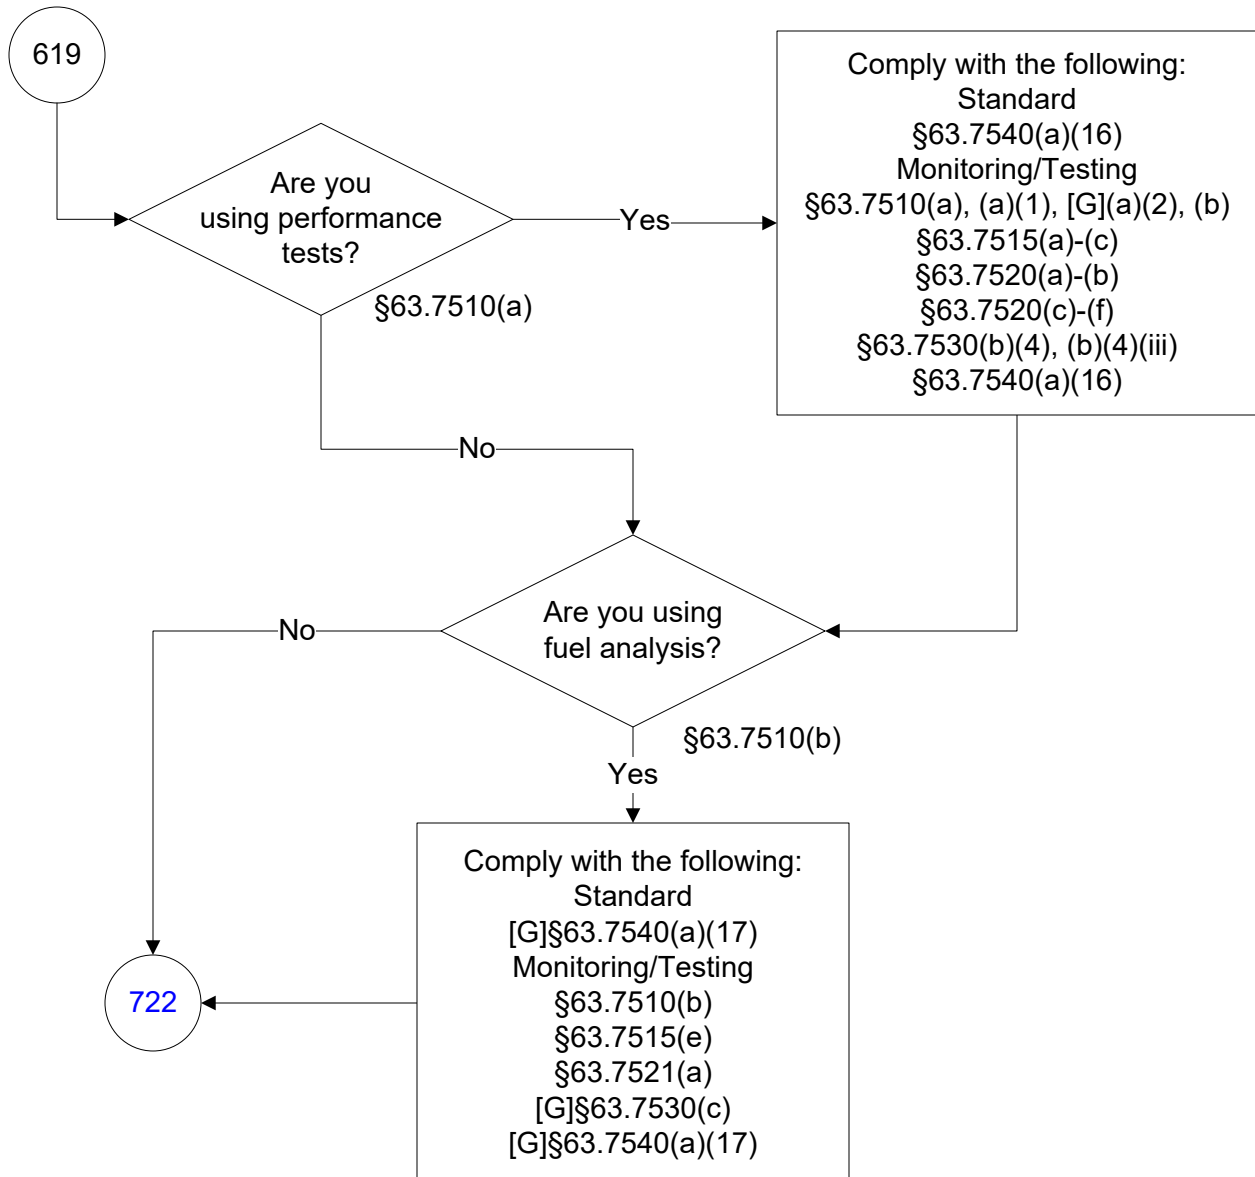 619
Are you
using performance
tests?
§63.7510(a)
Yes
Comply with the following:
Standard
§63.7540(a)(16)
Monitoring/Testing
§63.7510(a), (a)(1), [G](a)(2), (b)
§63.7515(a)-(c)
§63.7520(a)-(b)
§63.7520(c)-(f)
§63.7530(b)(4), (b)(4)(iii)
§63.7540(a)(16)
No
Are you using
fuel analysis?
§63.7510(b)
No
Yes
Comply with the following:
Standard
[G]§63.7540(a)(17)
Monitoring/Testing
§63.7510(b)
§63.7515(e)
§63.7521(a)
[G]§63.7530(c)
[G]§63.7540(a)(17)
722